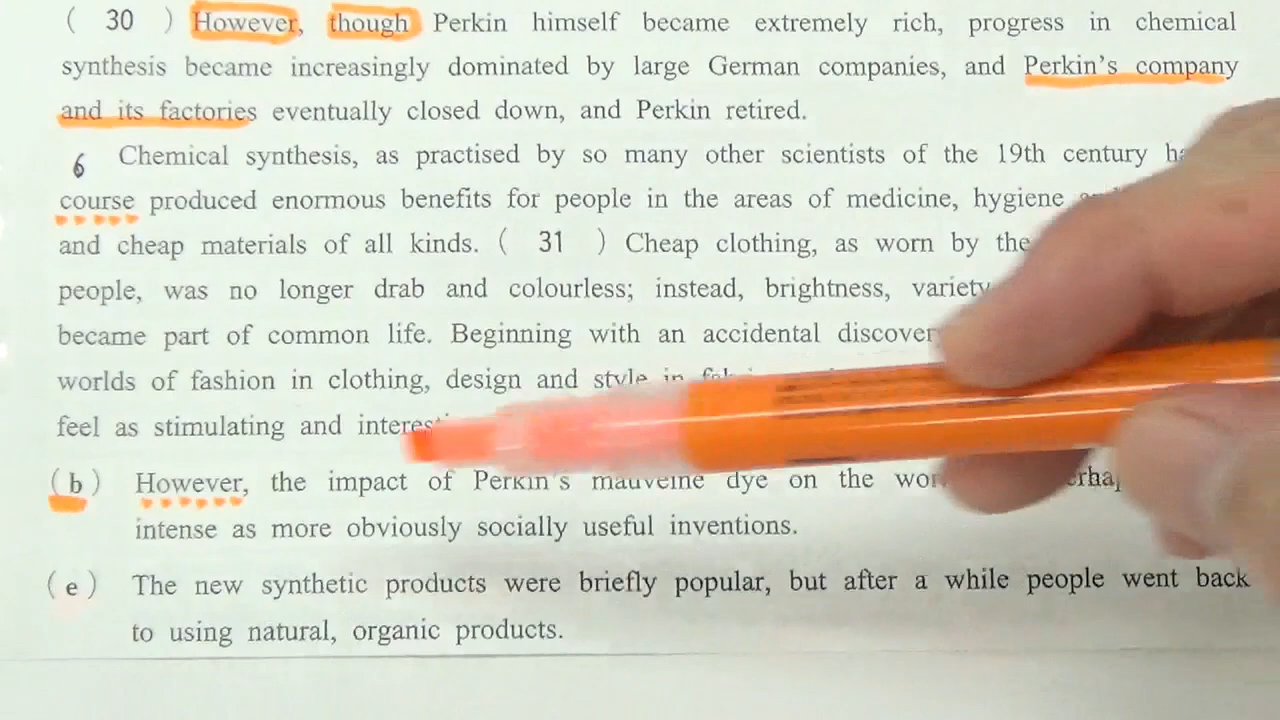 ( 30 ) However, though Perkin himself became extremely rich, progress in chemical
synthesis became increasingly dominated by large German companies, and Perkin's company
and its factories eventually closed down, and Perkin retired.
6 Chemical synthesis, as practised by so many other scientists of the 19th century
course produced enormous benefits for people in the areas of medicine, hygiene
and cheap materials of all kinds. ( 31 ) Cheap clothing, as worn by the
people, was no longer drab and colourless; instead, brightness, variety
became part of common life. Beginning with an accidental
worlds of fashion in clothing, design and style in
feel as stimulating and
(b) However, the impact of Perkin's mauveine dye on the
intense as more obviously socially useful inventions.
(e) The new synthetic products were briefly popular, but after a while people went back
to using natural, organic products.